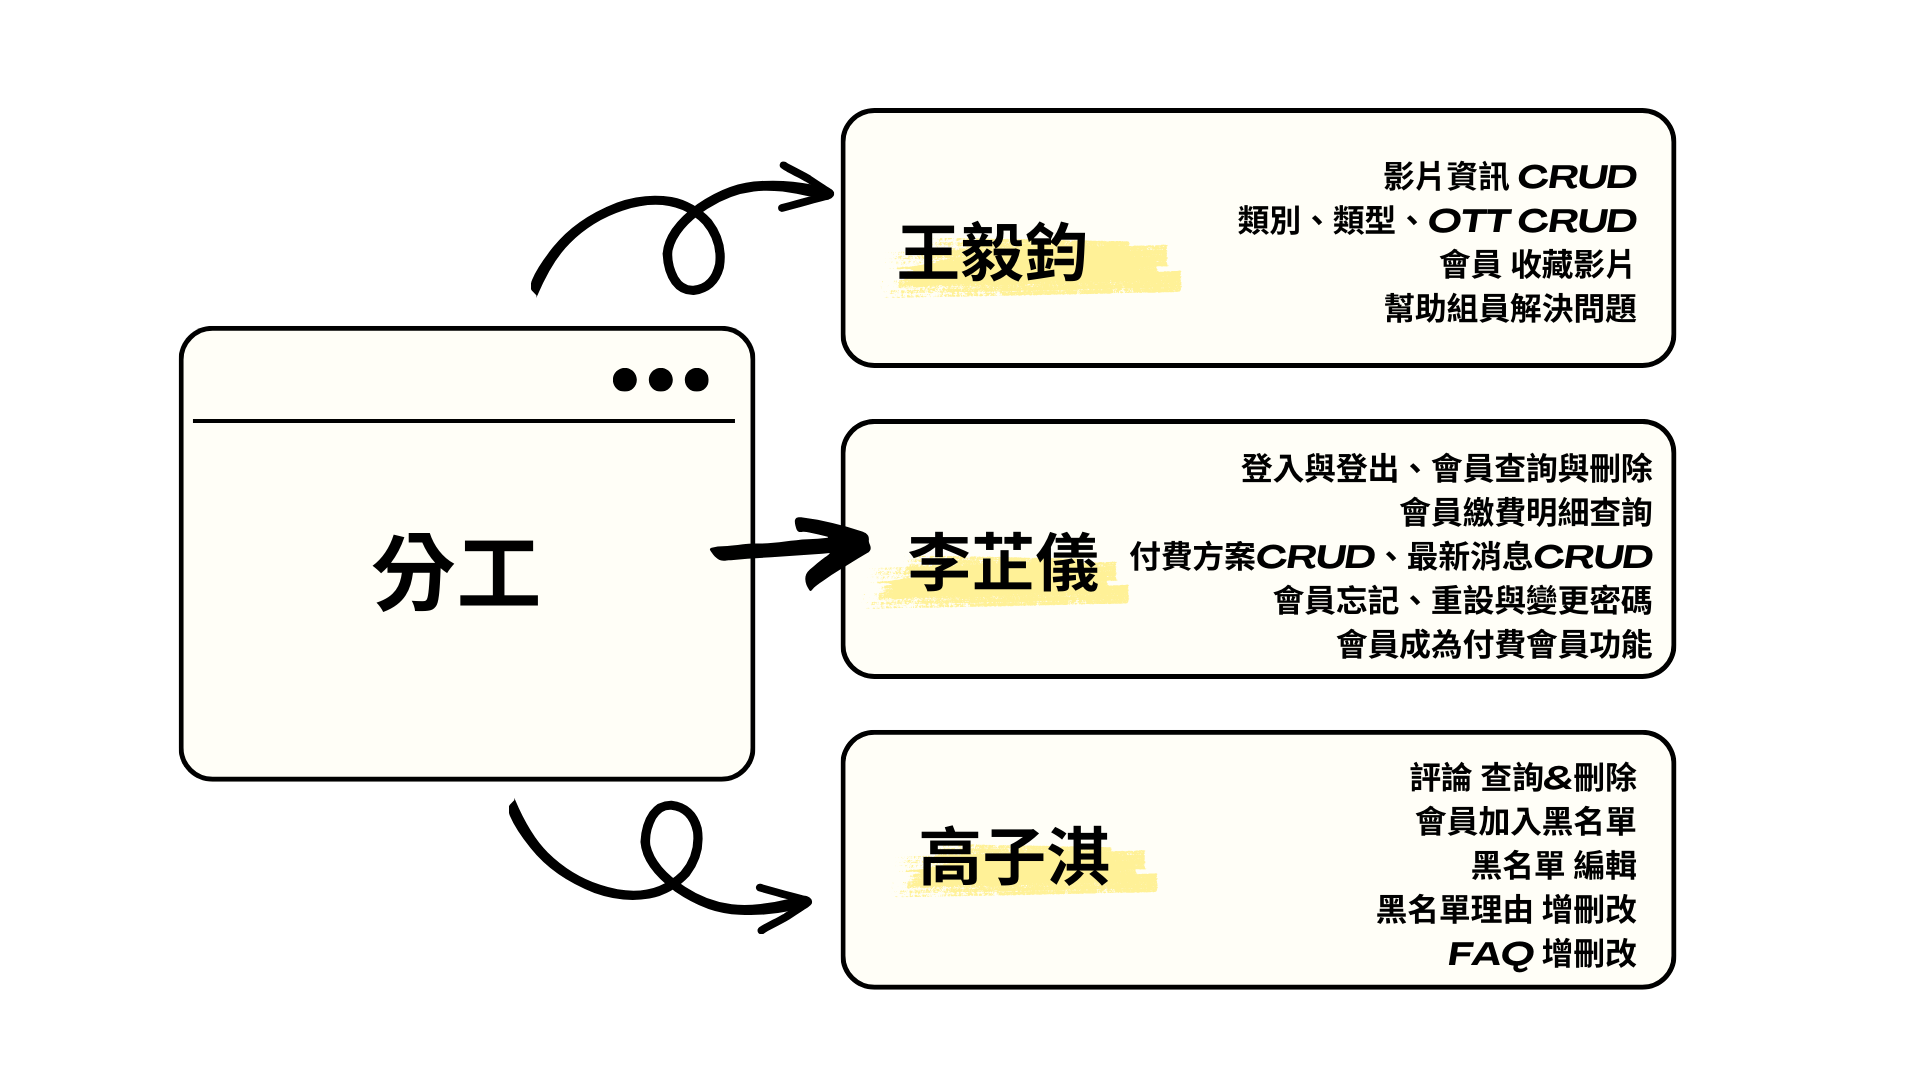 分工
王毅鈞
影片資訊 CRUD
類別、類型、OTT CRUD
會員 收藏影片
幫助組員解決問題
李芷儀
登入與登出、會員查詢與刪除
會員繳費明細查詢
付費方案CRUD、最新消息CRUD
會員忘記、重設與變更密碼
會員成為付費會員功能
高子淇
評論 查詢&刪除
會員加入黑名單
黑名單 編輯
黑名單理由 增刪改
FAQ 增刪改